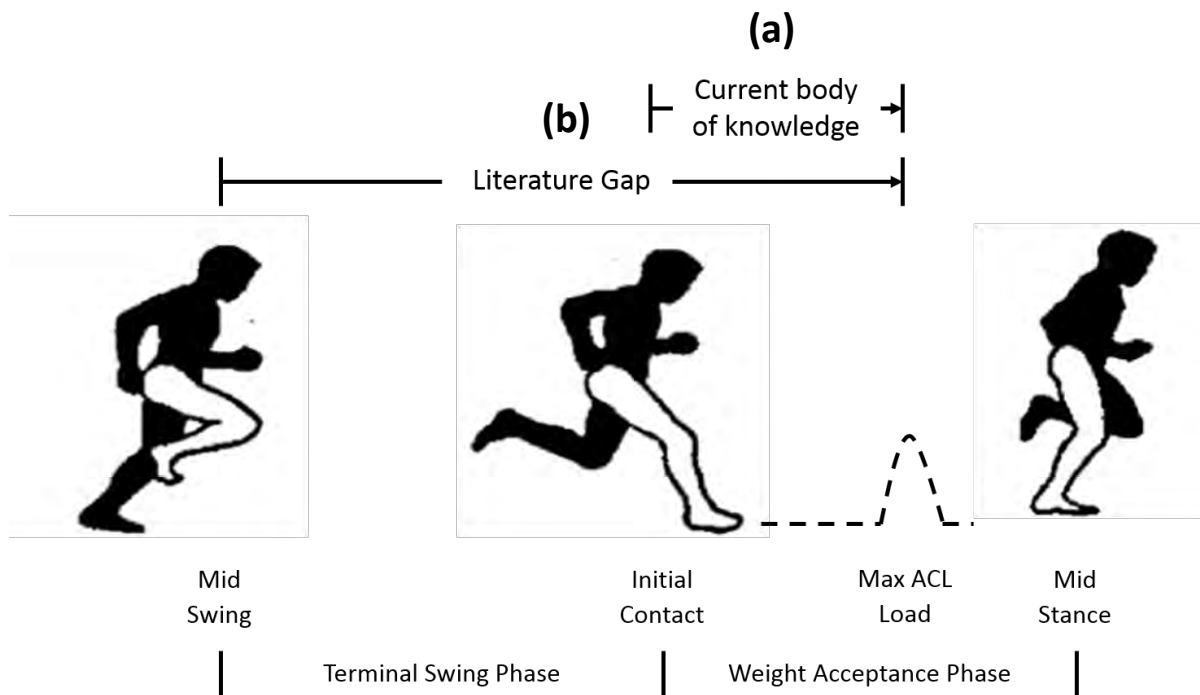 (a)
Current body
of knowledge
(b)
Literature Gap
Mid
Swing
Initial
Contact
Max ACL
Load
Mid
Stance
Terminal Swing Phase
Weight Acceptance Phase